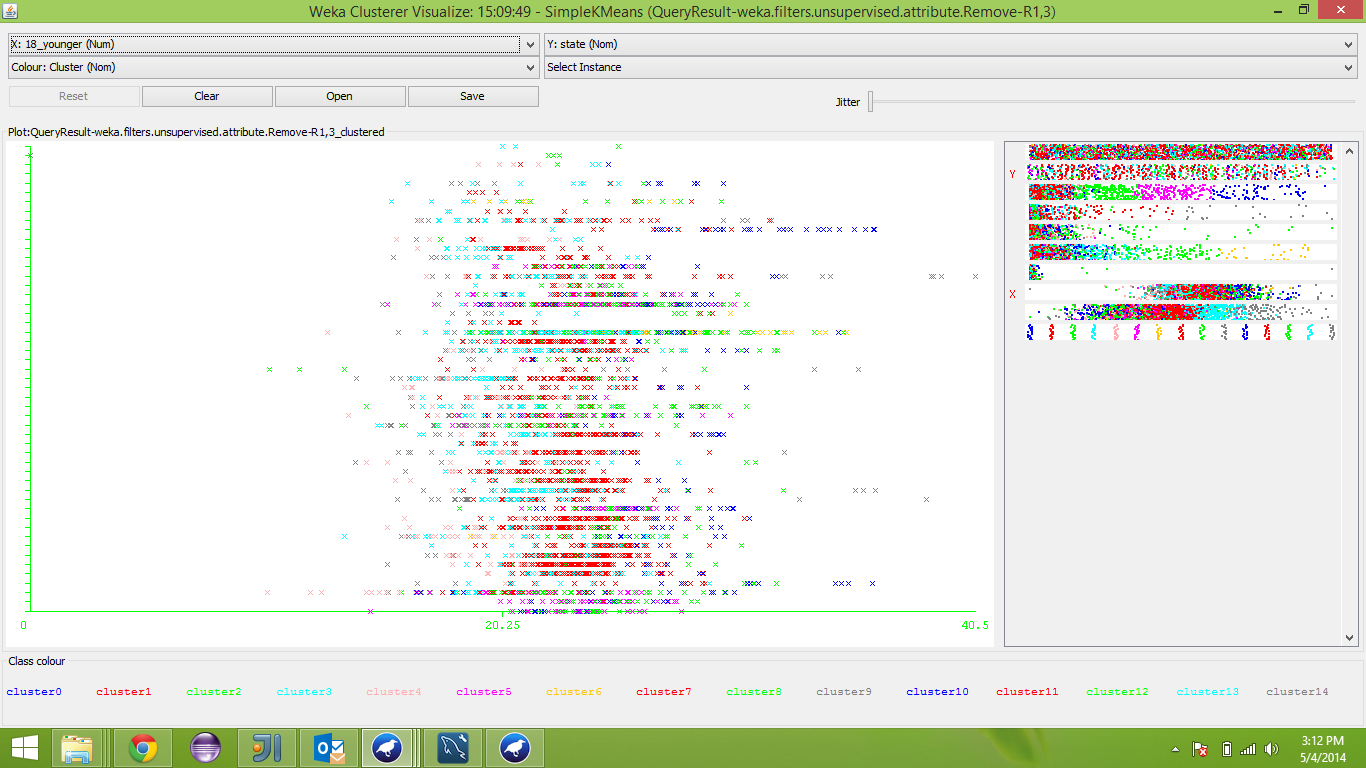 Weka Clusterer Visualize: 15:09:49 - SimpleKMeans (QueryResult-weka.filters.unsupervised.attribute.Remove-R1,3)
X: 18_younger (Num) Y: state (Nom)
Colour: Cluster (Nom) Select Instance
Reset Clear Open Save Jitter
Plot:QueryResult-weka.filters.unsupervised.attribute.Remove-R1,3_clustered
Y
X
0 20.25 40.5
Class colour
cluster0 cluster1 cluster2 cluster3 cluster4 cluster5 cluster6 cluster7 cluster8 cluster9 cluster10 cluster11 cluster12 cluster13 cluster14
3:12 PM
5/4/2014